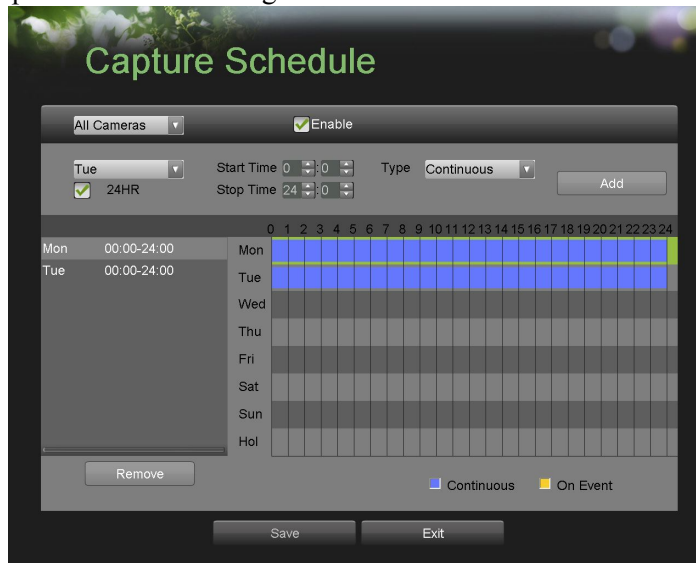 Capture Schedule
All Cameras Enable
Tue Start Time 0 : 0 Type Continuous
24HR Stop Time 24 : 0 Add
0 1 2 3 4 5 6 7 8 9 10 11 12 13 14 15 16 17 18 19 20 21 22 23 24
Mon 00:00-24:00 Mon
Tue 00:00-24:00 Tue
Wed
Thu
Fri
Sat
Sun
Hol
Remove Continuous On Event
Save Exit